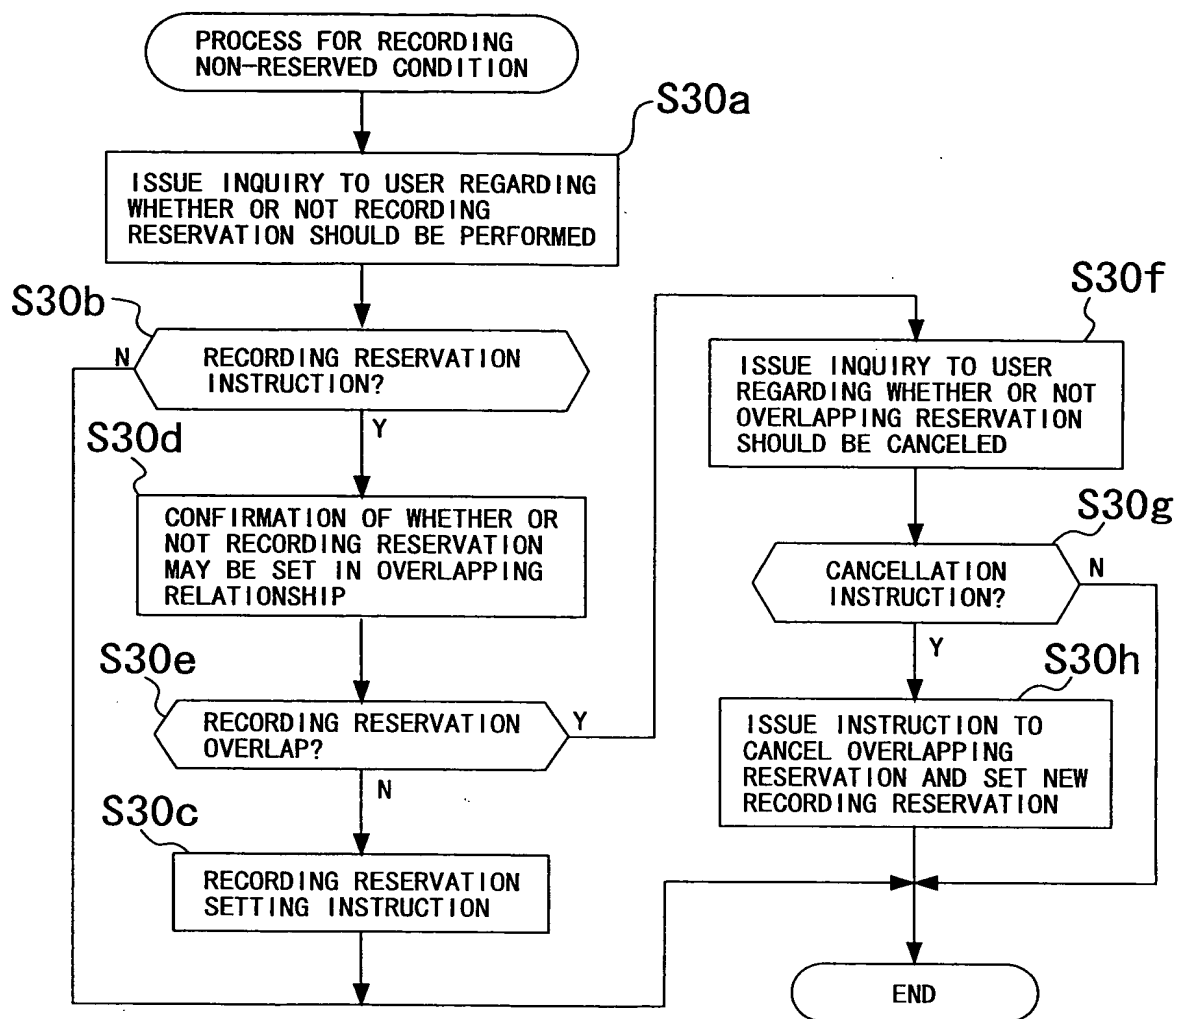 PROCESS FOR RECORDING
NON-RESERVED CONDITION
S30a
ISSUE INQUIRY TO USER REGARDING
WHETHER OR NOT RECORDING
RESERVATION SHOULD BE PERFORMED
S30b
N
RECORDING RESERVATION
INSTRUCTION?
Y
S30d
CONFIRMATION OF WHETHER OR
NOT RECORDING RESERVATION
MAY BE SET IN OVERLAPPING
RELATIONSHIP
S30e
RECORDING RESERVATION
OVERLAP?
Y
N
S30c
RECORDING RESERVATION
SETTING INSTRUCTION
S30f
ISSUE INQUIRY TO USER
REGARDING WHETHER OR NOT
OVERLAPPING RESERVATION
SHOULD BE CANCELED
S30g
CANCELLATION
INSTRUCTION?
N
Y
S30h
ISSUE INSTRUCTION TO
CANCEL OVERLAPPING
RESERVATION AND SET NEW
RECORDING RESERVATION
END